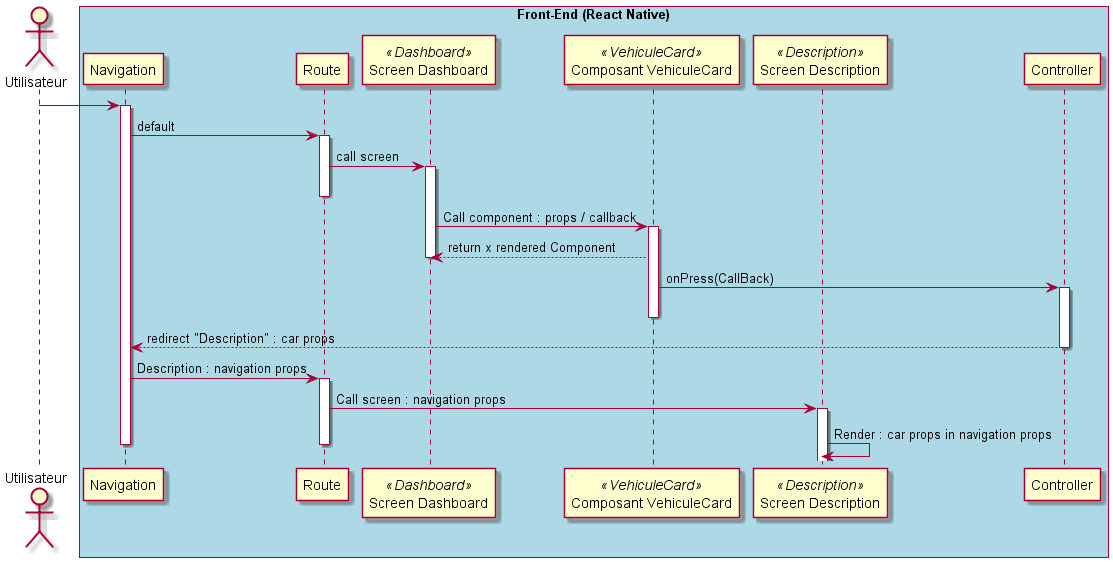 Front-End (React Native)
Utilisateur
Navigation
Route
«Dashboard»
Screen Dashboard
«VehiculeCard»
Composant VehiculeCard
«Description»
Screen Description
Controller
default
call screen
Call component : props / callback
return x rendered Component
onPress(CallBack)
redirect "Description" : car props
Description : navigation props
Call screen : navigation props
Render : car props in navigation props
Utilisateur
Navigation
Route
«Dashboard»
Screen Dashboard
«VehiculeCard»
Composant VehiculeCard
«Description»
Screen Description
Controller